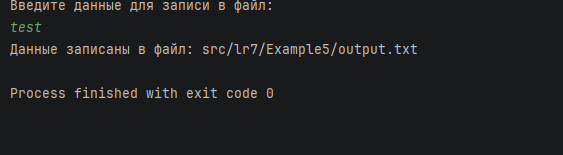 Введите данные для записи в файл:
test
Данные записаны в файл: src/lr7/Example5/output.txt
Process finished with exit code 0